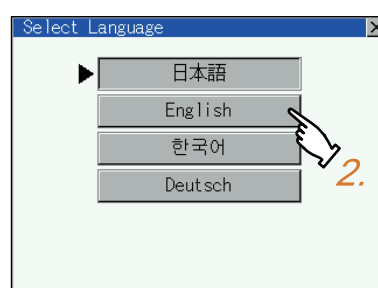 Select Language
日本語
English
한국어
Deutsch
2.